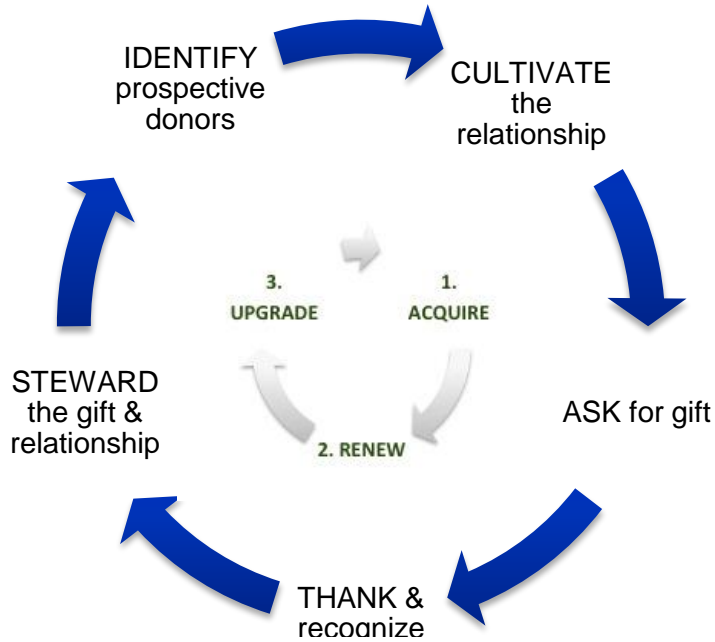 IDENTIFY
prospective
donors
CULTIVATE
the
relationship
ASK for gift
THANK &
recognize
STEWARD
the gift &
relationship
1.
ACQUIRE
2. RENEW
3.
UPGRADE